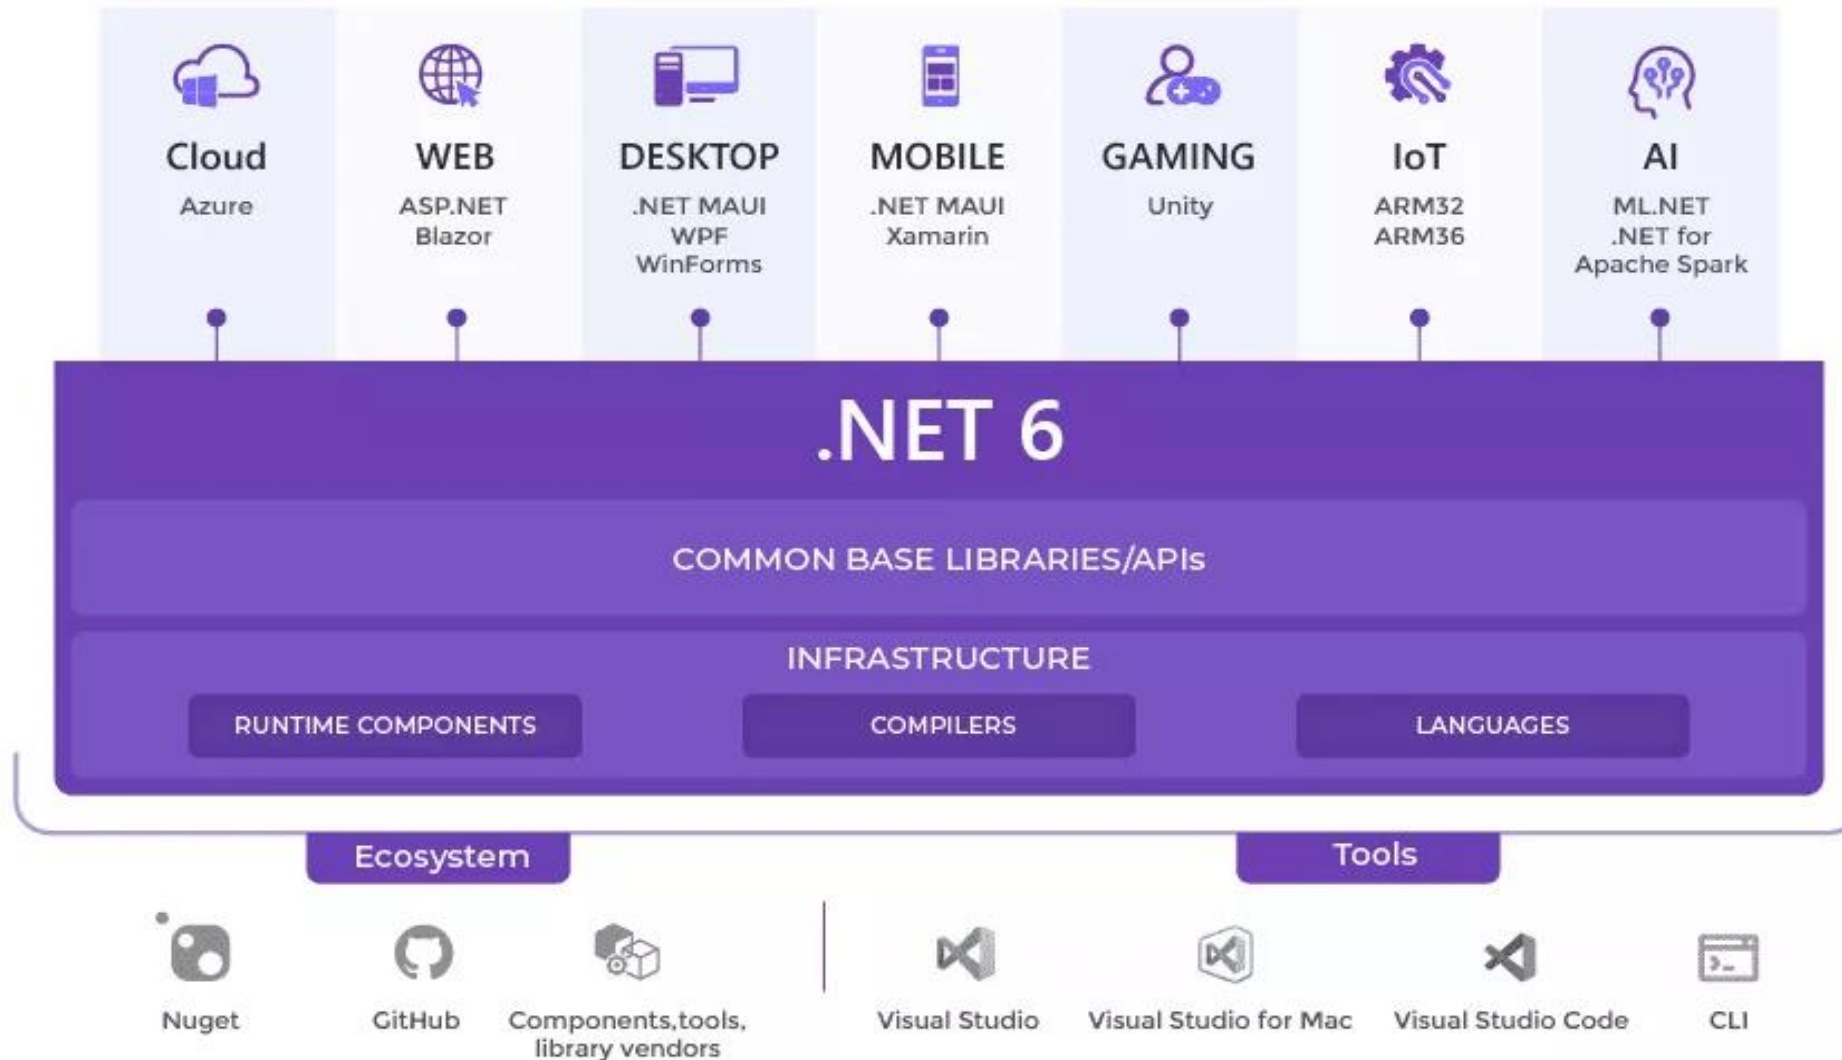 Cloud
Azure
WEB
ASP.NET
Blazor
DESKTOP
.NET MAUI
WPF
WinForms
MOBILE
.NET MAUI
Xamarin
GAMING
Unity
IoT
ARM32
ARM36
AI
ML.NET
.NET for
Apache Spark
.NET 6
COMMON BASE LIBRARIES/APIs
INFRASTRUCTURE
RUNTIME COMPONENTS
COMPILERS
LANGUAGES
Ecosystem
Nuget
GitHub
Components,tools,
library vendors
Tools
Visual Studio
Visual Studio for Mac
Visual Studio Code
CLI